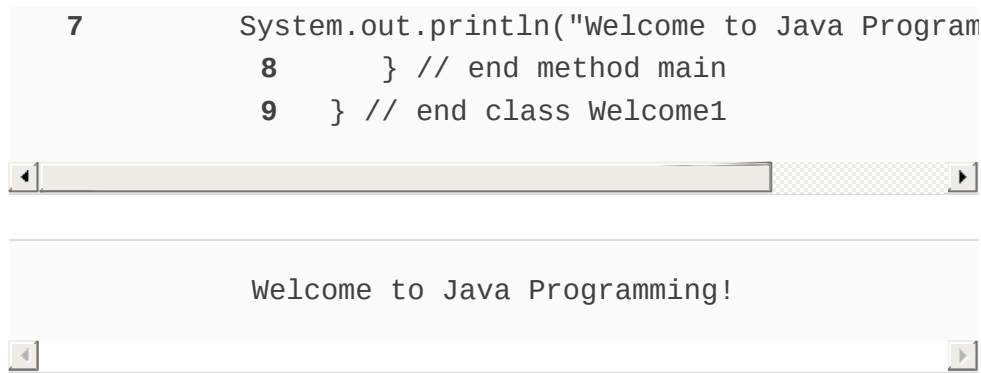 7 System.out.println("Welcome to Java Program
8 } // end method main
9 } // end class Welcome1
Welcome to Java Programming!